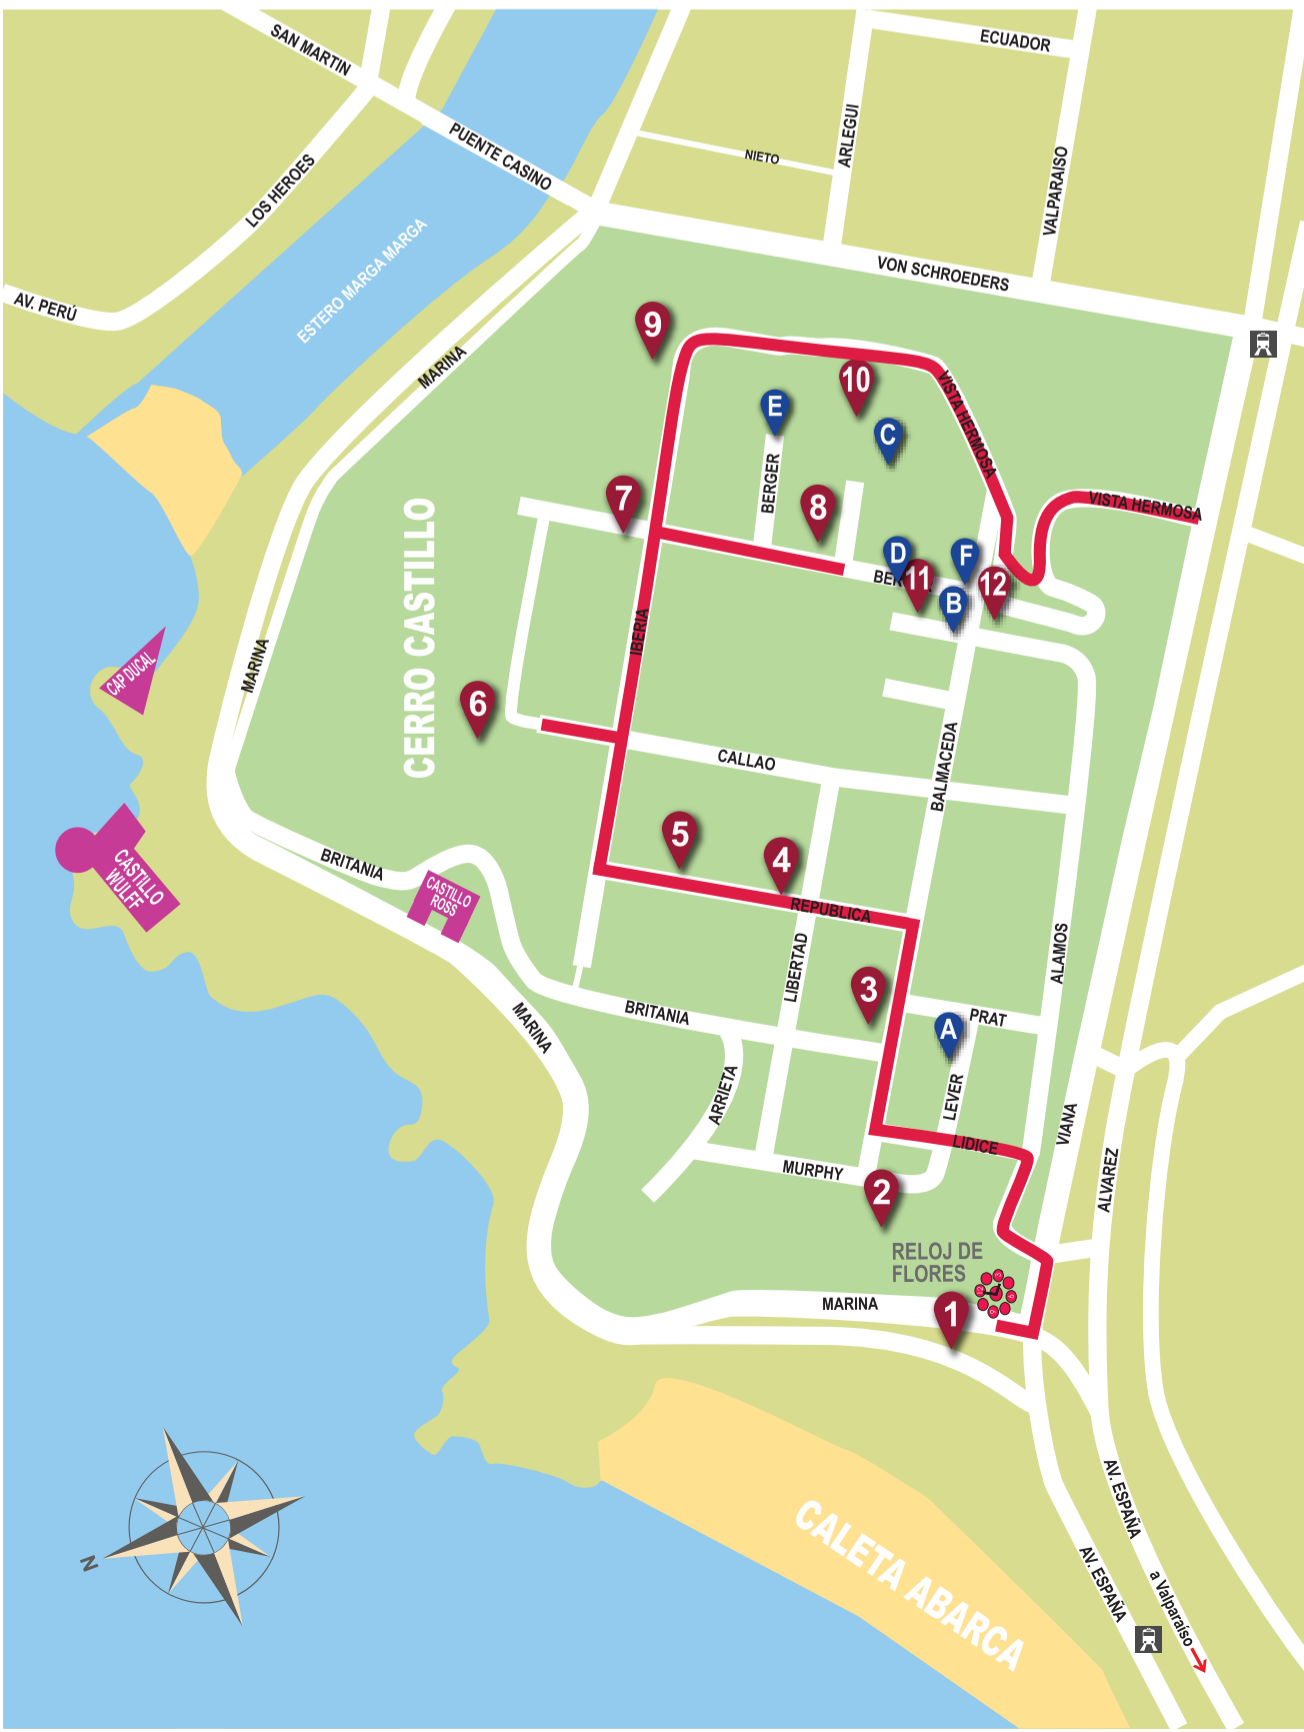 SAN MARTIN
ECUADOR
PUENTE CASINO
ARLEGUI
NIETO
VALPARAISO
LOS HEROES
ESTERO MARGA MARGA
VON SCHROEDERS
AV. PERÚ
MARINA
9
10
E
C
VISTA HERMOSA
BERGER
7
8
VISTA HERMOSA
CERRO CASTILLO
D
F
11
12
B
IBERIA
MARINA
CAP DUCAL
6
CALLAO
BALMACEDA
5
4
BRITANIA
CASTILLO
WULFF
CASTILLO
ROSS
REPUBLICA
LIBERTAD
ALAMOS
3
PRAT
A
BRITANIA
MARINA
ARRIETA
LEVER
VIANA
LIDICE
MURPHY
ALVAREZ
2
RELOJ DE
FLORES
MARINA
1
CALETA ABARCA
AV. ESPAÑA
AV. ESPAÑA
a Valparaíso
N